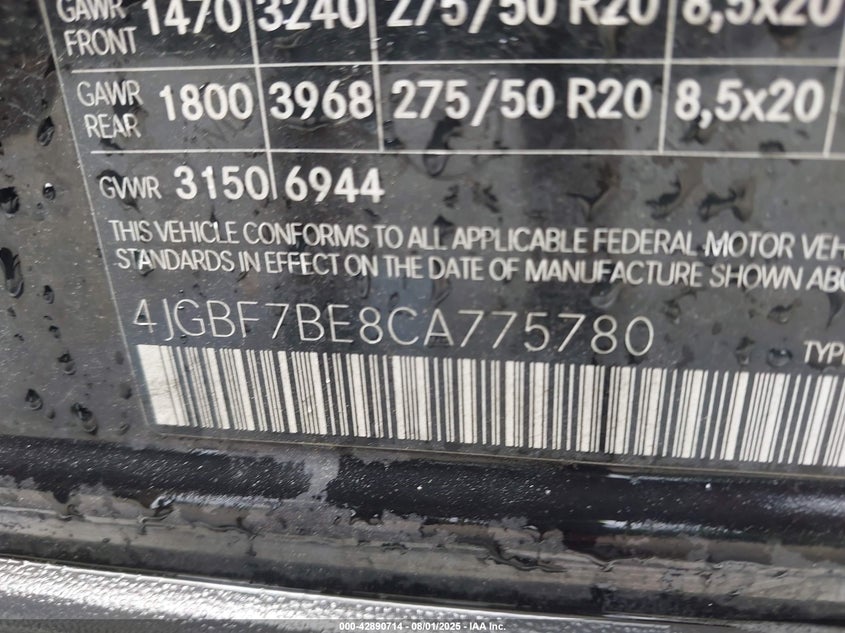 GAWR FRONT 1470 3240 275/50 R20 8,5x20
GAWR REAR 1800 3968 275/50 R20 8,5x20
GVWR 3150 6944
THIS VEHICLE CONFORMS TO ALL APPLICABLE FEDERAL MOTOR VEH
STANDARDS IN EFFECT ON THE DATE OF MANUFACTURE SHOWN ABO
4JGBF7BE8CA775780
TYP
000-42890714 - 08/01/2025 - IAA Inc.